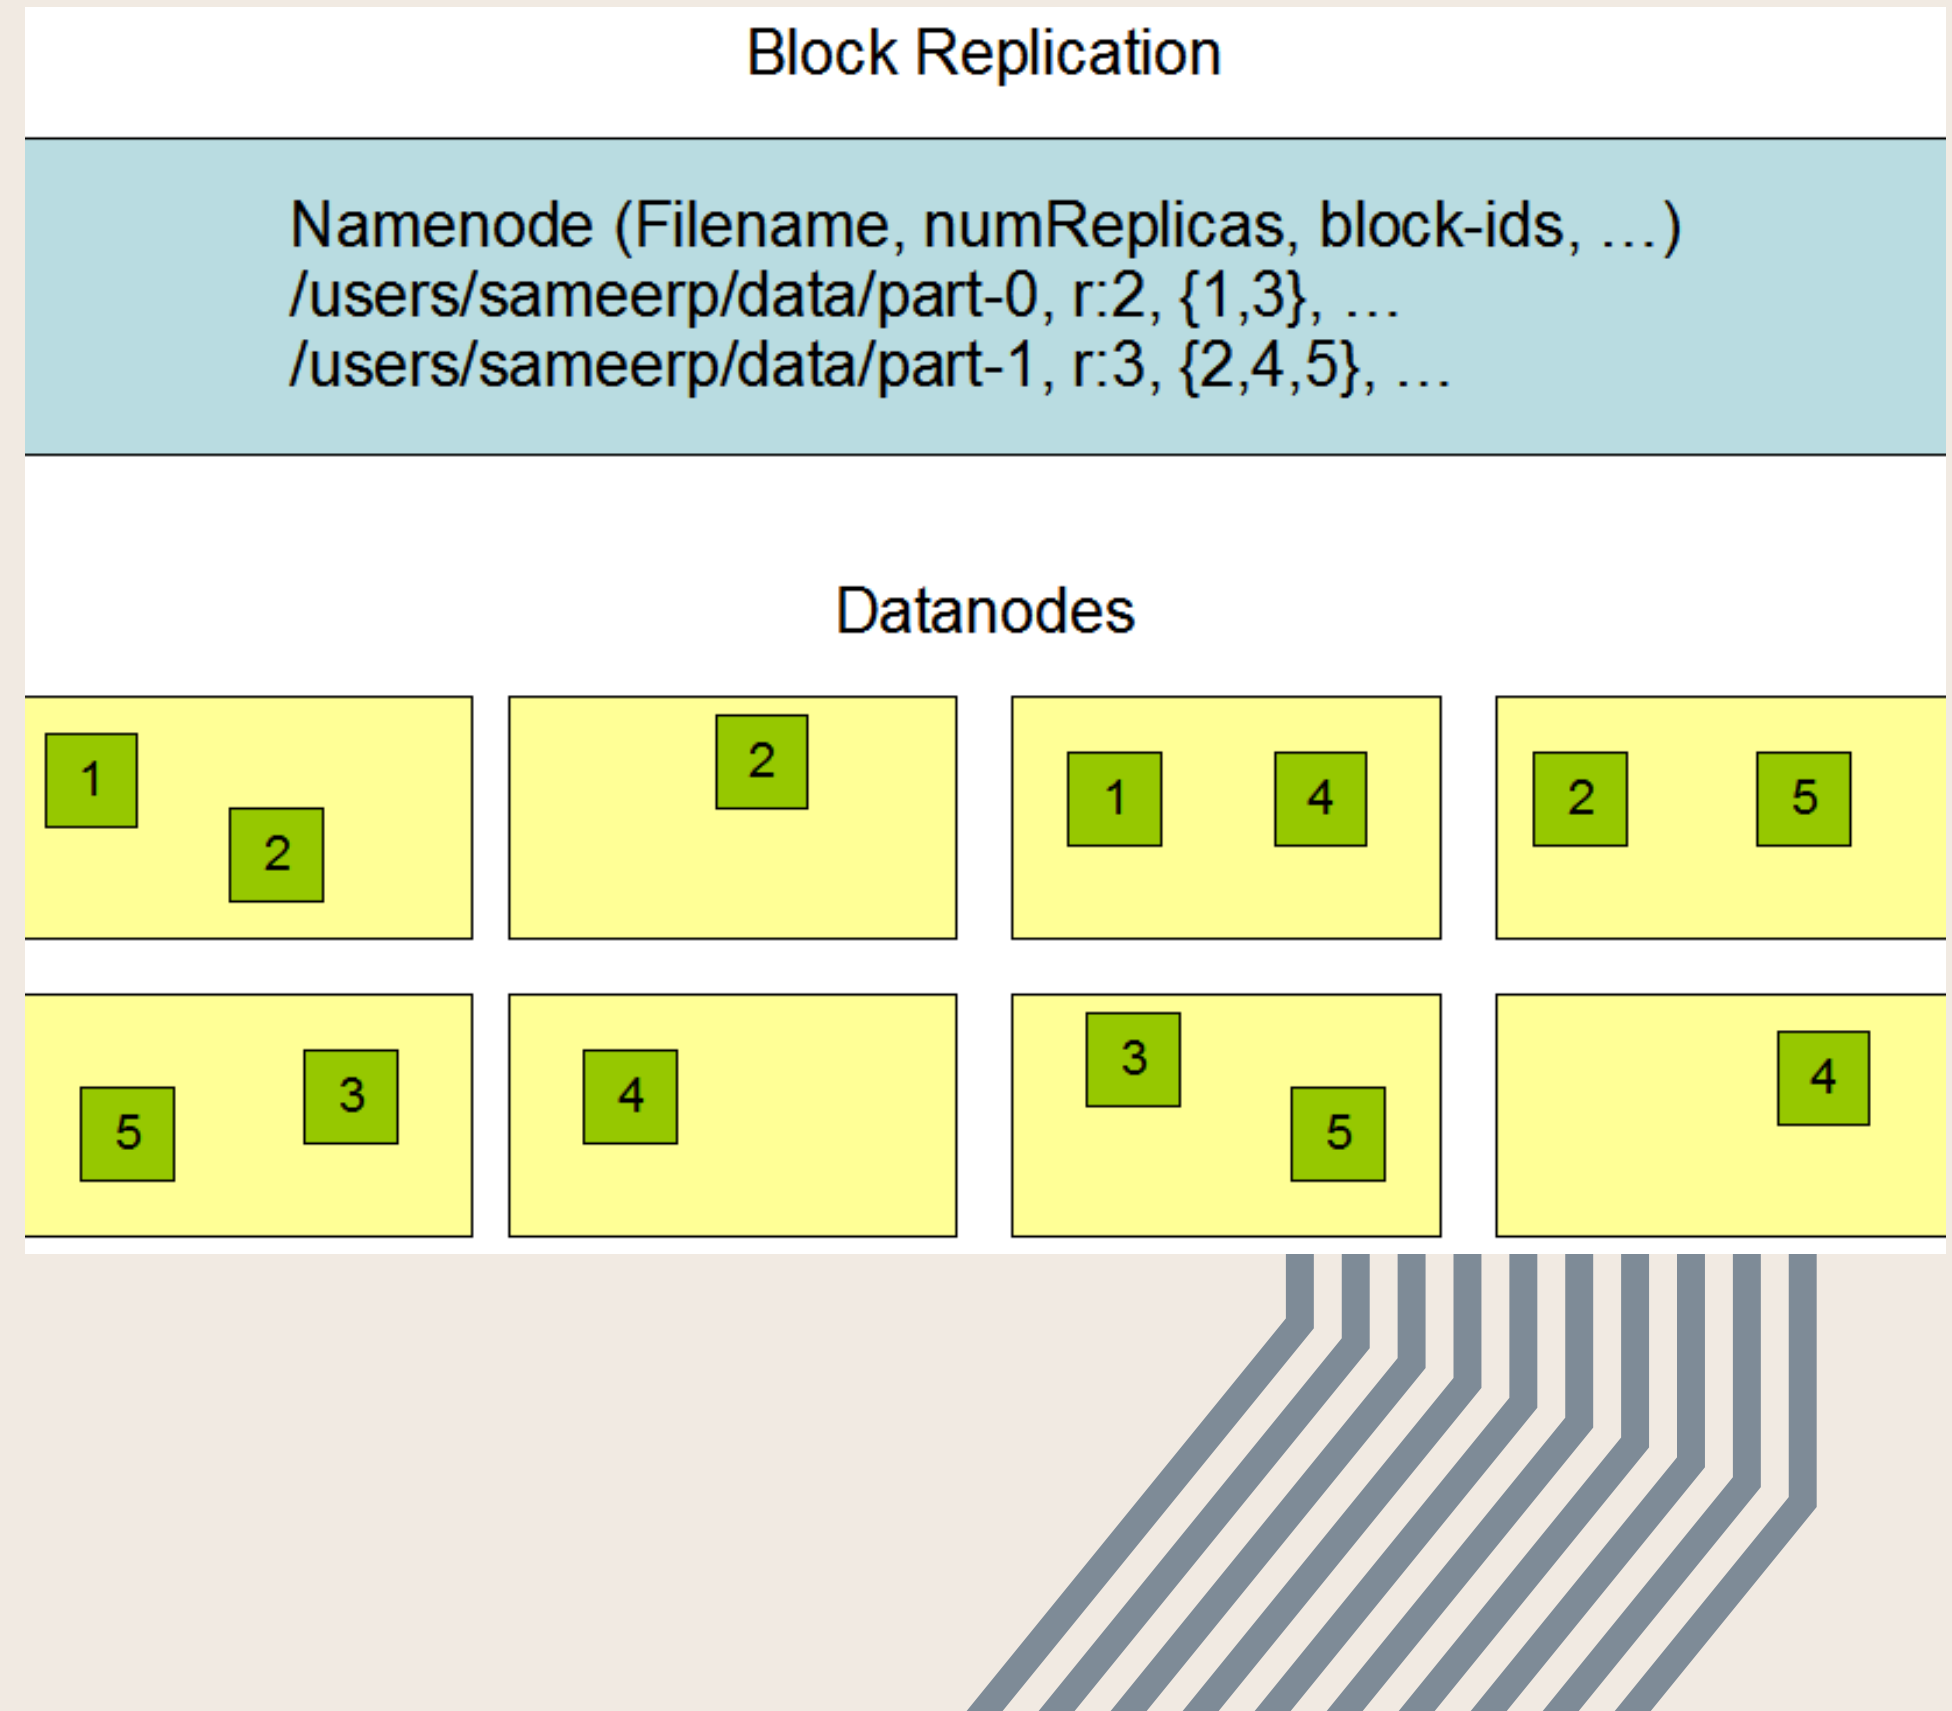 Block Replication
Namenode (Filename, numReplicas, block-ids, ...)
/users/sameerp/data/part-0, r:2, {1,3}, ...
/users/sameerp/data/part-1, r:3, {2,4,5}, ...
Datanodes
1
2
2
1 4
2 5
5 3
4
3
5
4